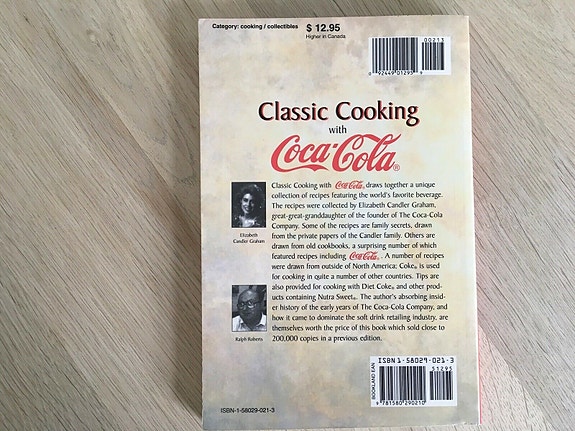 Category: cooking / collectibles
$ 12.95
Higher in Canada
00213
0 92449 01295 9
Classic Cooking
with
Coca-Cola®
Classic Cooking with Coca-Cola® draws together a unique
collection of recipes featuring the world's favorite beverage.
The recipes were collected by Elizabeth Candler Graham,
great-great-granddaughter of the founder of The Coca-Cola
Company. Some of the recipes are family secrets, drawn
from the private papers of the Candler family. Others are
drawn from old cookbooks, a surprising number of which
featured recipes including Coca-Cola®. A number of recipes
were drawn from outside of North America; Coke® is used
for cooking in quite a number of other countries. Tips are
also provided for cooking with Diet Coke® and other pro-
ducts containing Nutra Sweet®. The author's absorbing insid-
er history of the early years of The Coca-Cola Company, and
how it came to dominate the soft drink retailing industry, are
themselves worth the price of this book which sold close to
200,000 copies in a previous edition.
Elizabeth
Candler Graham
Ralph Roberts
ISBN 1-58029-021-3
51295
BOOKLAND EAN
9 781580 290210
ISBN-1-58029-021-3